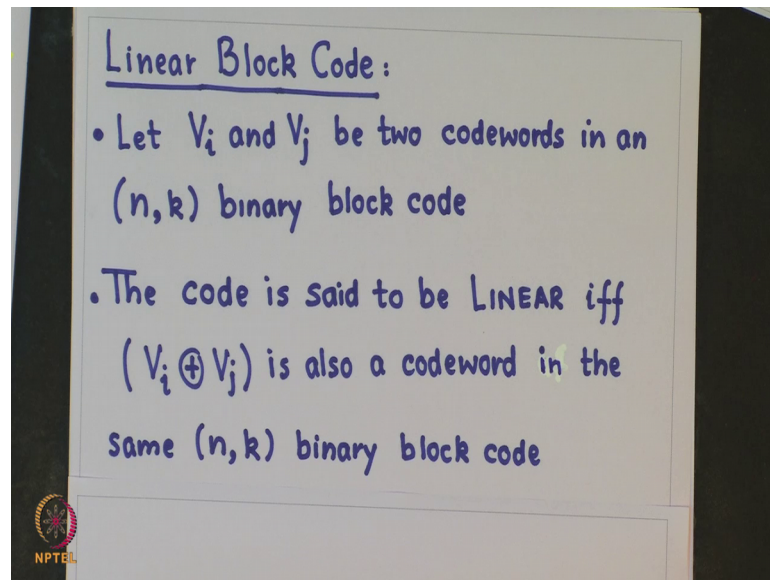 Linear Block Code:
• Let Vi and Vj be two codewords in an
(n, k) binary block code
• The code is said to be LINEAR iff
(Vi ⊕ Vj) is also a codeword in the
same (n, k) binary block code
NPTEL